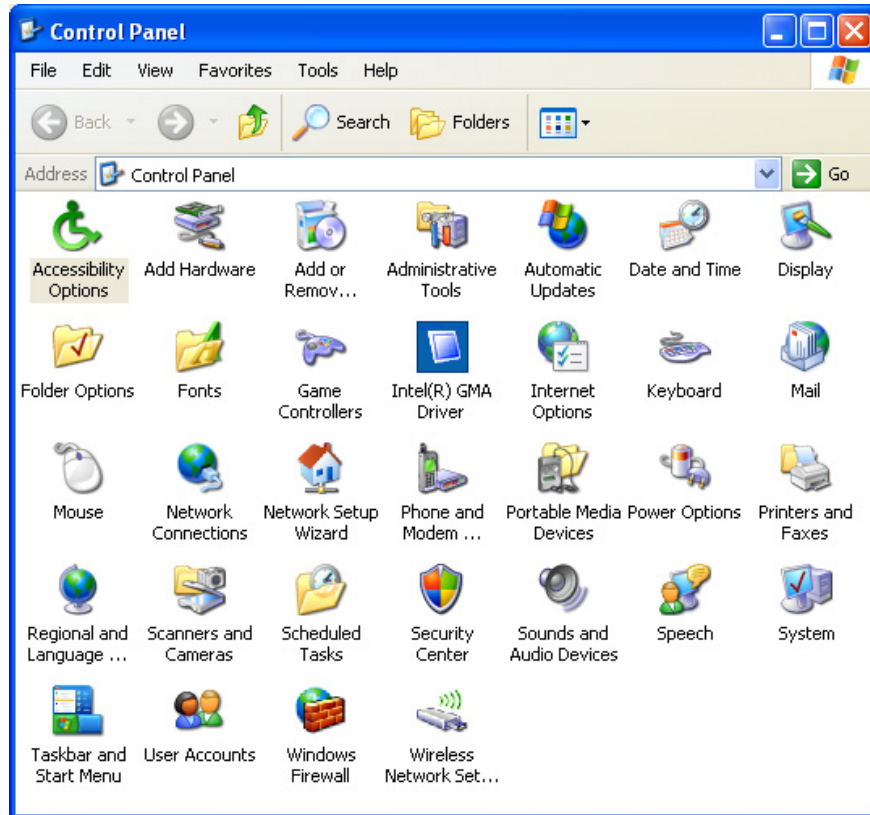 Control Panel
File Edit View Favorites Tools Help
Back Search Folders
Address Control Panel Go
Accessibility Options
Add Hardware
Add or Remov...
Administrative Tools
Automatic Updates
Date and Time
Display
Folder Options
Fonts
Game Controllers
Intel(R) GMA Driver
Internet Options
Keyboard
Mail
Mouse
Network Connections
Network Setup Wizard
Phone and Modem ...
Portable Media Devices
Power Options
Printers and Faxes
Regional and Language ...
Scanners and Cameras
Scheduled Tasks
Security Center
Sounds and Audio Devices
Speech
System
Taskbar and Start Menu
User Accounts
Windows Firewall
Wireless Network Set...